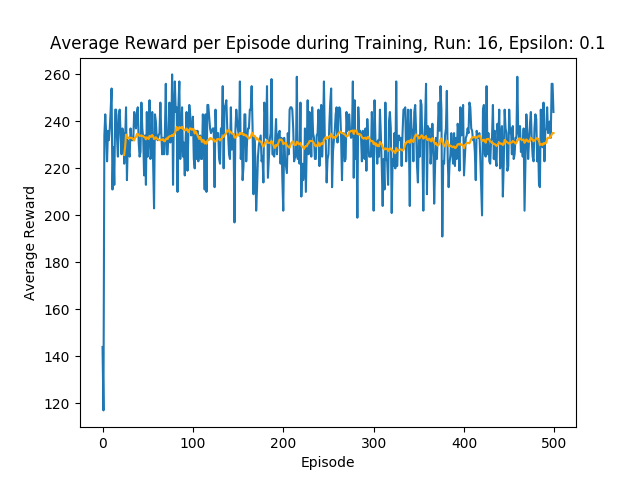 Average Reward per Episode during Training, Run: 16, Epsilon: 0.1
260
240
220
200
180
160
140
120
Average Reward
0 100 200 300 400 500
Episode